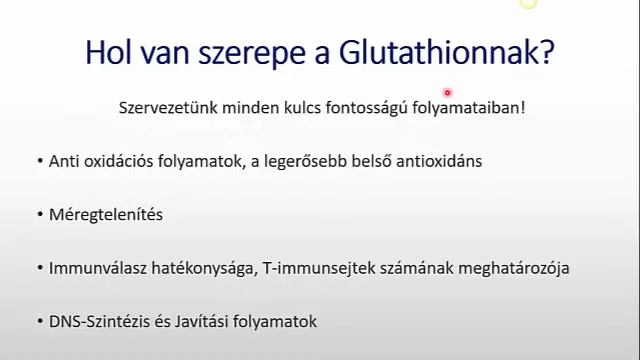 Hol van szerepe a Glutathionnak?
Szervezetünk minden kulcs fontosságú folyamataiban!
• Anti oxidációs folyamatok, a legerősebb belső antioxidáns
• Méregtelenítés
• Immunválasz hatékonysága, T-immunsejtek számának meghatározója
• DNS-Szintézis és Javítási folyamatok